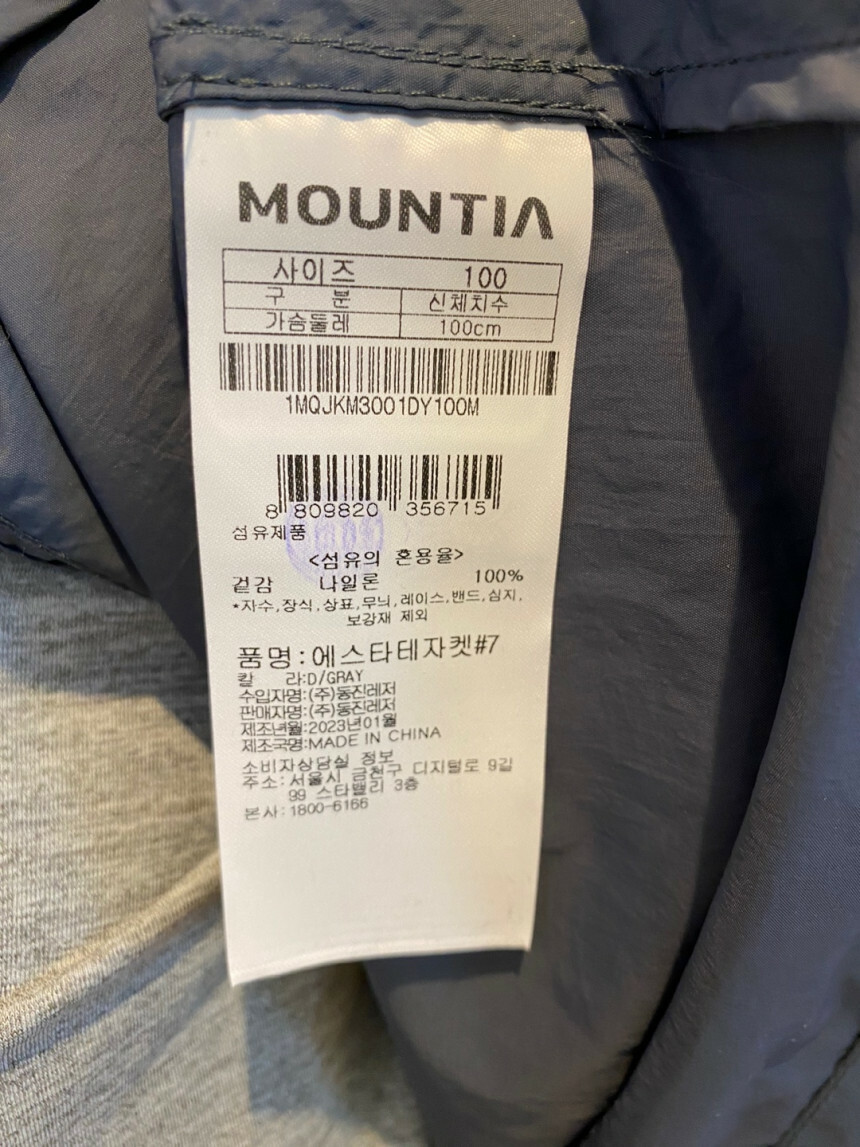 MOUNTIA
사이즈 100
구 분 신체치수
가슴둘레 100cm
1MQJKM3001DY100M
8 809820 356715
섬유제품
<섬유의 혼용율>
겉감 나일론 100%
*자수,장식,상표,무늬,레이스,밴드,심지,
보강재 제외
품명:에스타테자켓#7
칼 라:D/GRAY
수입자명:(주)동진레저
판매자명:(주)동진레저
제조년월:2023년01월
제조국명:MADE IN CHINA
소비자상담실 정보
주소:서울시 금천구 디지털로 9길
99 스타밸리 3층
본사:1800-6166